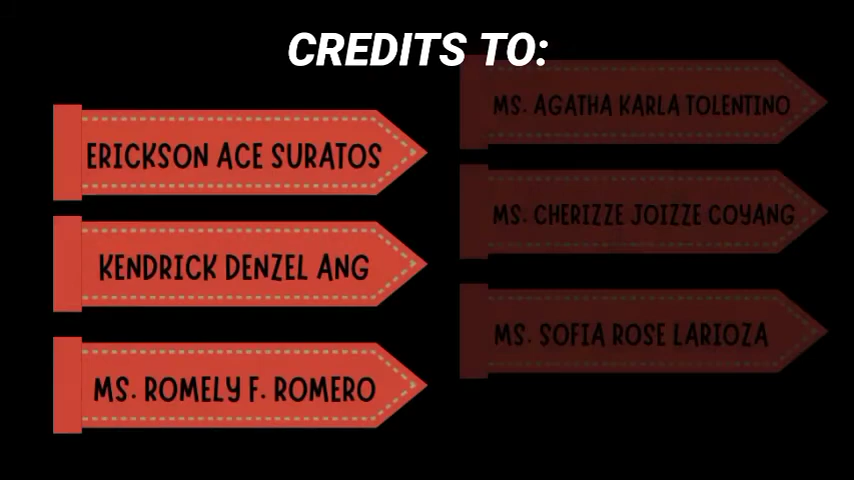 CREDITS TO:
ERICKSON ACE SURATOS
KENDRICK DENZEL ANG
MS. ROMELY F. ROMERO
MS. AGATHA KARLA TOLENTINO
MS. CHERIZZE JOIZZE COYANG
MS. SOFIA ROSE LARIOZA